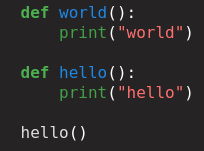 def world():
    print("world")

def hello():
    print("hello")

hello()